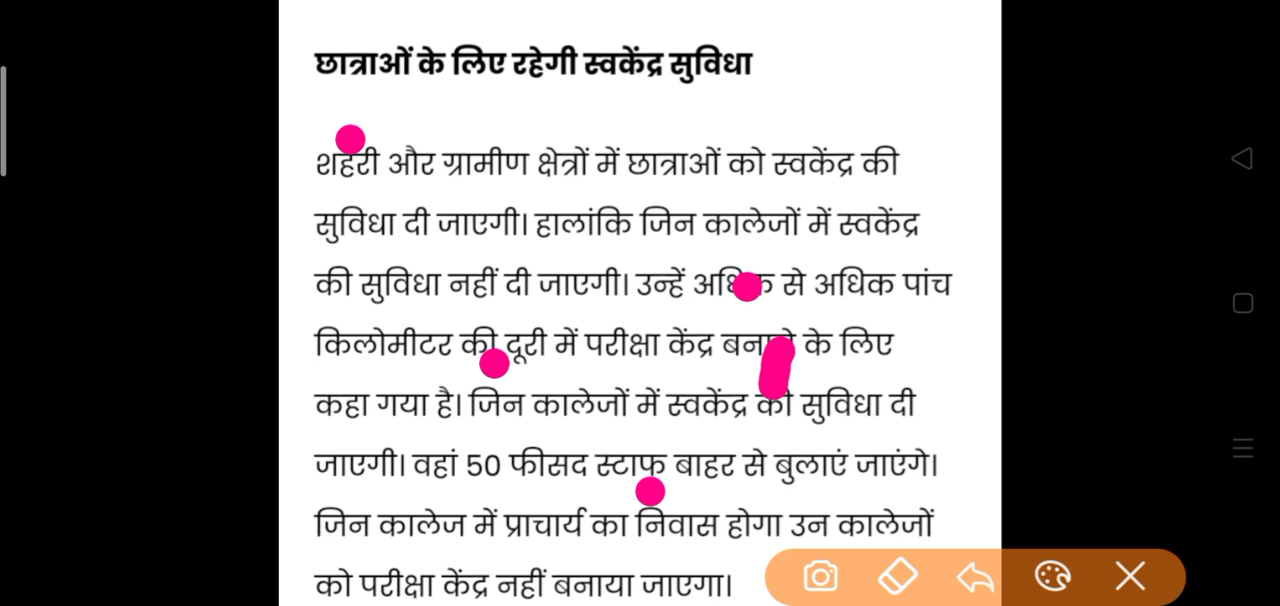 छात्राओं के लिए रहेगी स्वकेंद्र सुविधा
शहरी और ग्रामीण क्षेत्रों में छात्राओं को स्वकेंद्र की
सुविधा दी जाएगी। हालांकि जिन कालेजों में स्वकेंद्र
की सुविधा नहीं दी जाएगी। उन्हें अधिक से अधिक पांच
किलोमीटर की दूरी में परीक्षा केंद्र के लिए
कहा गया है। जिन कालेजों में स्वकेंद्र की सुविधा दी
जाएगी। वहां 50 फीसद स्टाफ बाहर से बुलाएं जाएंगे।
जिन कालेज में प्राचार्य का निवास होगा उन कालेजों
को परीक्षा केंद्र नहीं बनाया जाएगा।